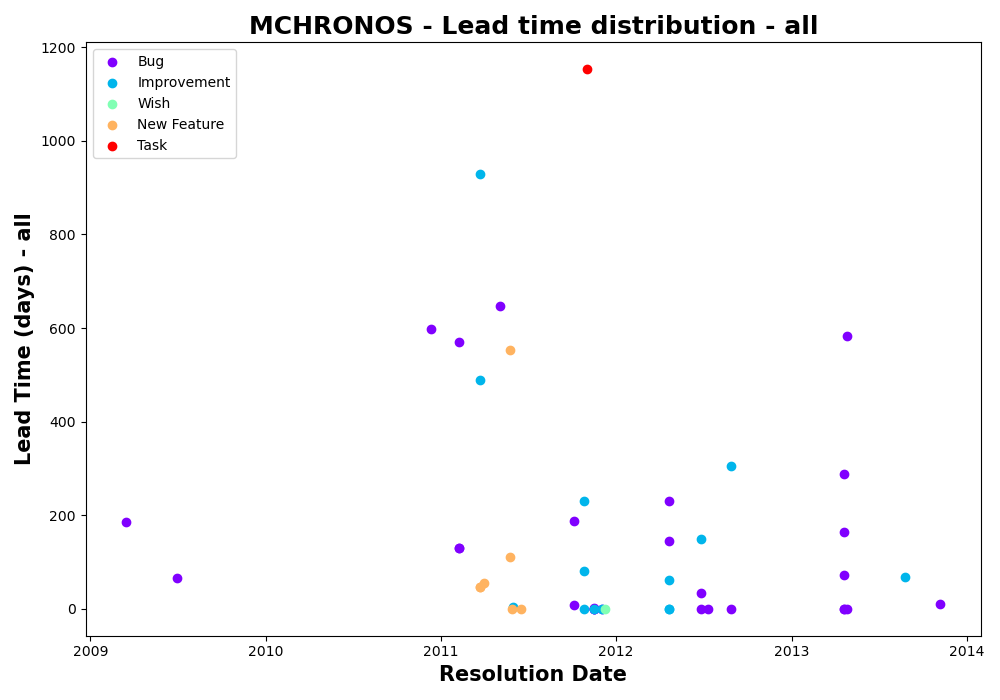 MCHRONOS - Lead time distribution - all
Bug
Improvement
Wish
New Feature
Task
Lead Time (days) - all
1200
1000
800
600
400
200
0
2009 2010 2011 2012 2013 2014
Resolution Date